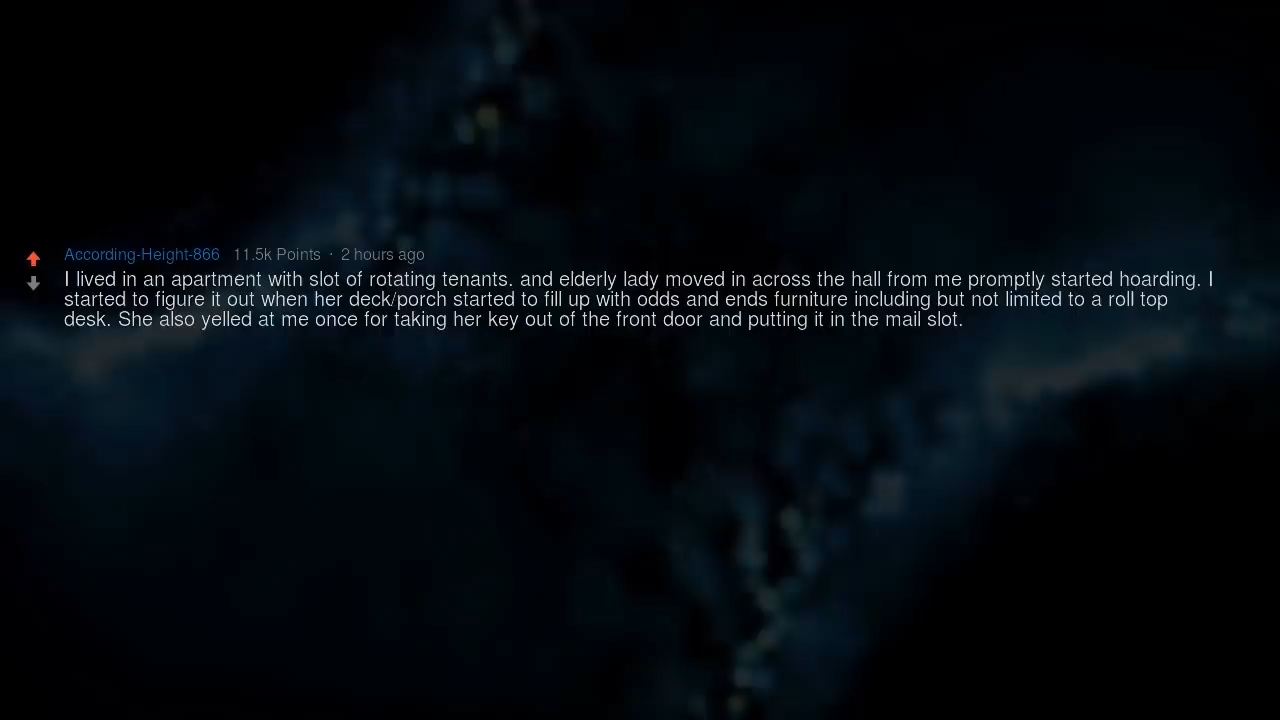 According-Height-866 11.5k Points · 2 hours ago
I lived in an apartment with slot of rotating tenants. and elderly lady moved in across the hall from me promptly started hoarding. I
started to figure it out when her deck/porch started to fill up with odds and ends furniture including but not limited to a roll top
desk. She also yelled at me once for taking her key out of the front door and putting it in the mail slot.